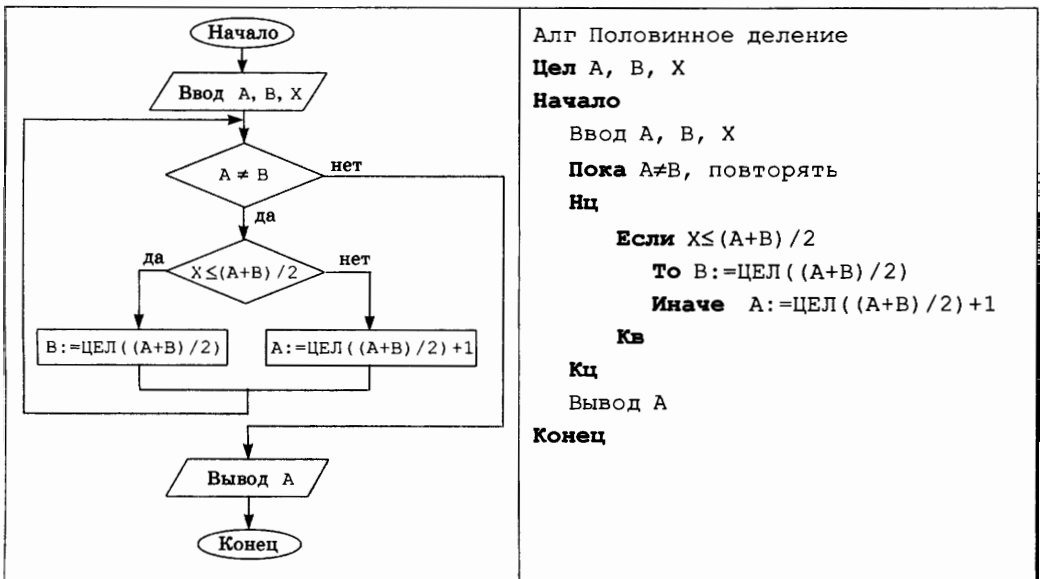 Начало
Ввод A, B, X
A ≠ B
нет
да
X≤(A+B)/2
да
нет
B:=ЦЕЛ((A+B)/2)
A:=ЦЕЛ((A+B)/2)+1
Вывод A
Конец
Алг Половинное деление
Цел A, B, X
Начало
Ввод A, B, X
Пока A≠B, повторять
Нц
Если X≤(A+B)/2
То B:=ЦЕЛ((A+B)/2)
Иначе A:=ЦЕЛ((A+B)/2)+1
Кв
Кц
Вывод A
Конец